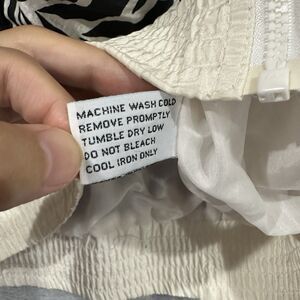 MACHINE WASH COLD
REMOVE PROMPTLY
TUMBLE DRY LOW
DO NOT BLEACH
COOL IRON ONLY